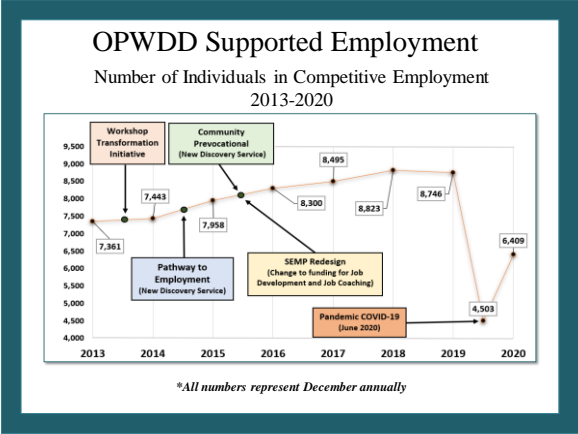 OPWDD Supported Employment
Number of Individuals in Competitive Employment
2013-2020
Workshop
Transformation
Initiative
Community
Prevocational
(New Discovery Service)
9,500
9,000
8,500
8,000
7,500
7,000
6,500
6,000
5,500
5,000
4,500
4,000
7,361
7,443
7,958
8,300
8,495
8,823
8,746
4,503
6,409
Pathway to
Employment
(New Discovery Service)
SEMP Redesign
(Change to funding for Job
Development and Job Coaching)
Pandemic COVID-19
(June 2020)
2013 2014 2015 2016 2017 2018 2019 2020
*All numbers represent December annually